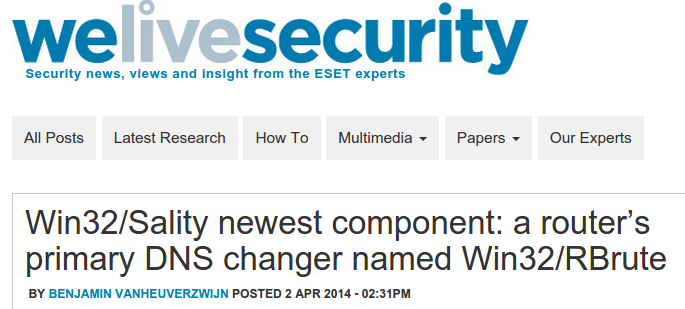 welivesecurity
Security news, views and insight from the ESET experts
All Posts Latest Research How To Multimedia Papers Our Experts
Win32/Sality newest component: a router’s
primary DNS changer named Win32/RBrute
BY BENJAMIN VANHEUVERZWIJN POSTED 2 APR 2014 - 02:31PM